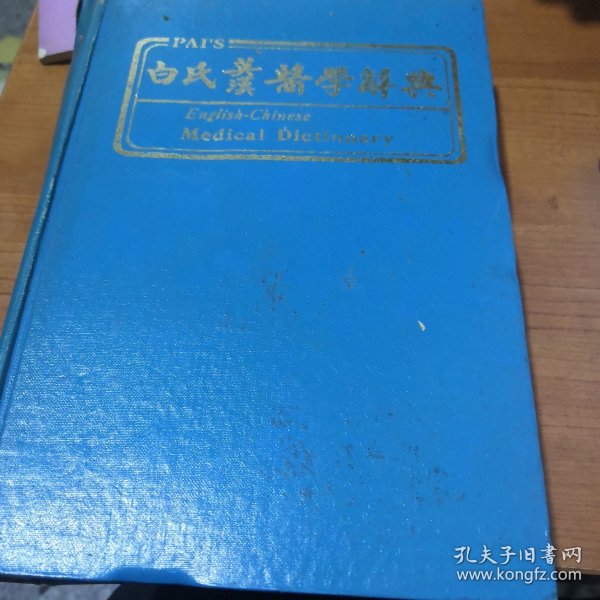 PAI'S
白氏英漢醫學辭典
English-Chinese
Medical Dictionary
孔夫子旧书网
www.kongfz.com